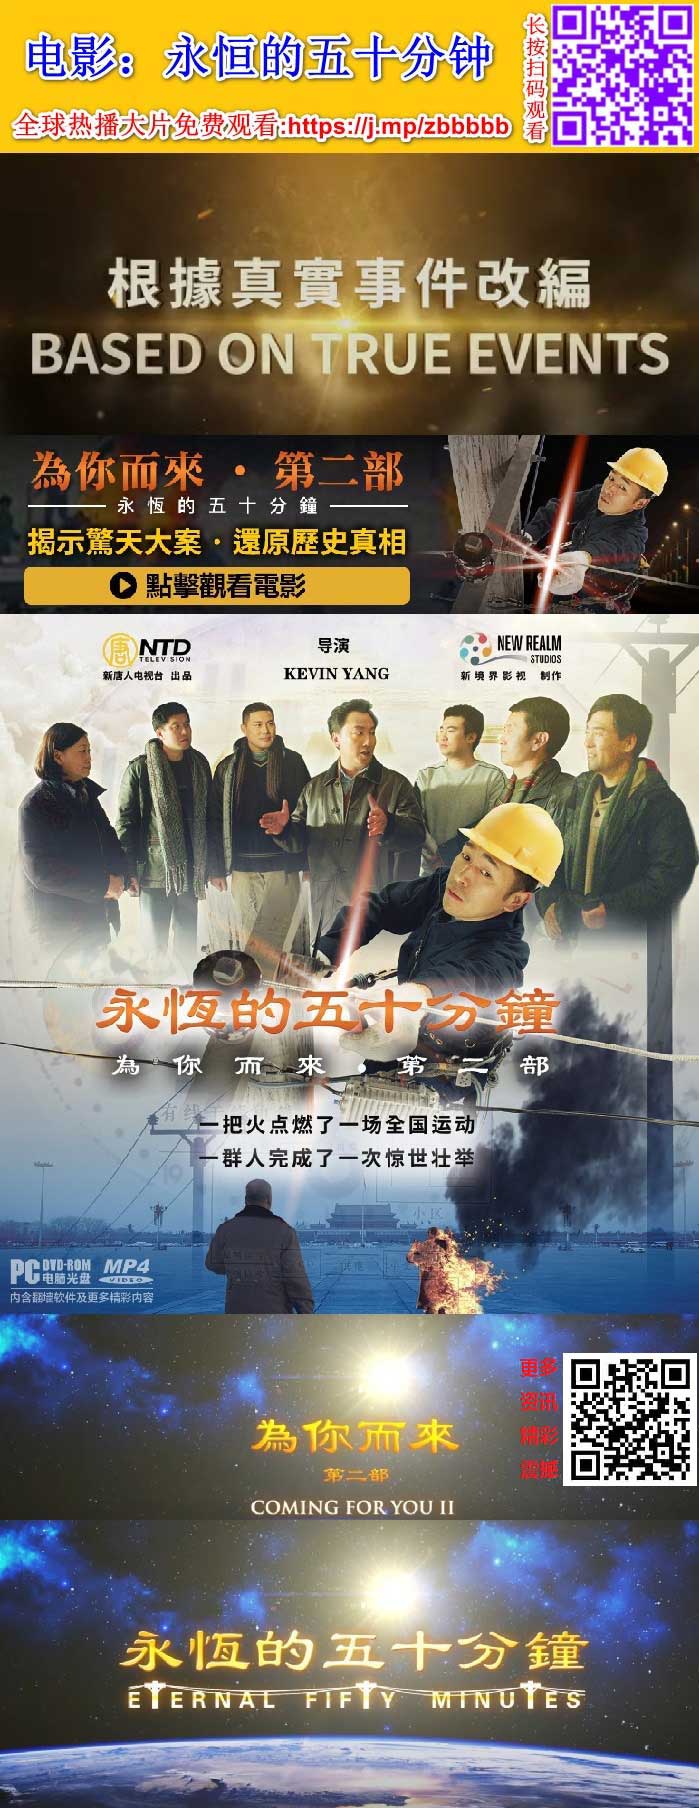 电影：永恒的五十分钟
全球热播大片免费观看:https://j.mp/zbbbbb
长按扫码观看
根據真實事件改編
BASED ON TRUE EVENTS
為你而來·第二部
永恆的五十分鐘
揭示驚天大案·還原歷史真相
點擊觀看電影
唐 NTD
TELEVISION
新唐人电视台 出品
导演
KEVIN YANG
NEW REALM
STUDIOS
新境界影视 制作
永恆的五十分鐘
為你而來·第二部
一把火点燃了一场全国运动
一群人完成了一次惊世壮举
PC DVD-ROM
电脑光盘
MP4
VIDEO
内含翻墙软件及更多精彩内容
更多
资讯
精彩
震撼
為你而來
第二部
COMING FOR YOU II
永恆的五十分鐘
ETERNAL FIFTY MINUTES